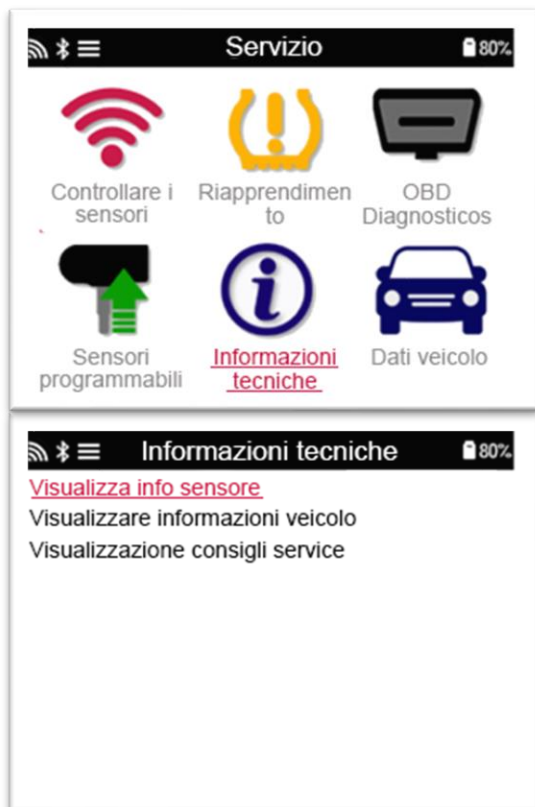 Servizio
80%
Controllare i
sensori
Riapprendimen
to
OBD
Diagnosticos
Sensori
programmabili
Informazioni
tecniche
Dati veicolo
Informazioni tecniche
80%
Visualizza info sensore
Visualizzare informazioni veicolo
Visualizzazione consigli service